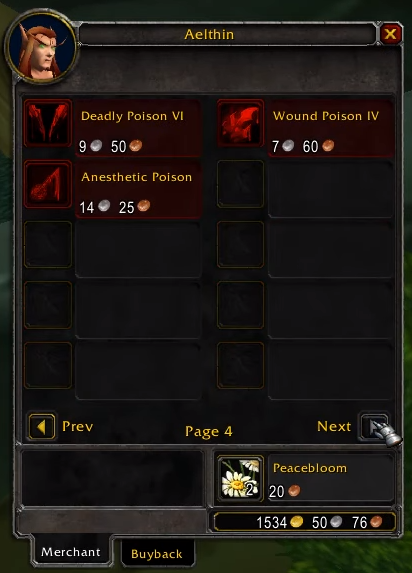 Aelthin
Deadly Poison VI
9 50
Wound Poison IV
7 60
Anesthetic Poison
14 25
Prev
Page 4
Next
Peacebloom
2
20
1534 50 76
Merchant
Buyback